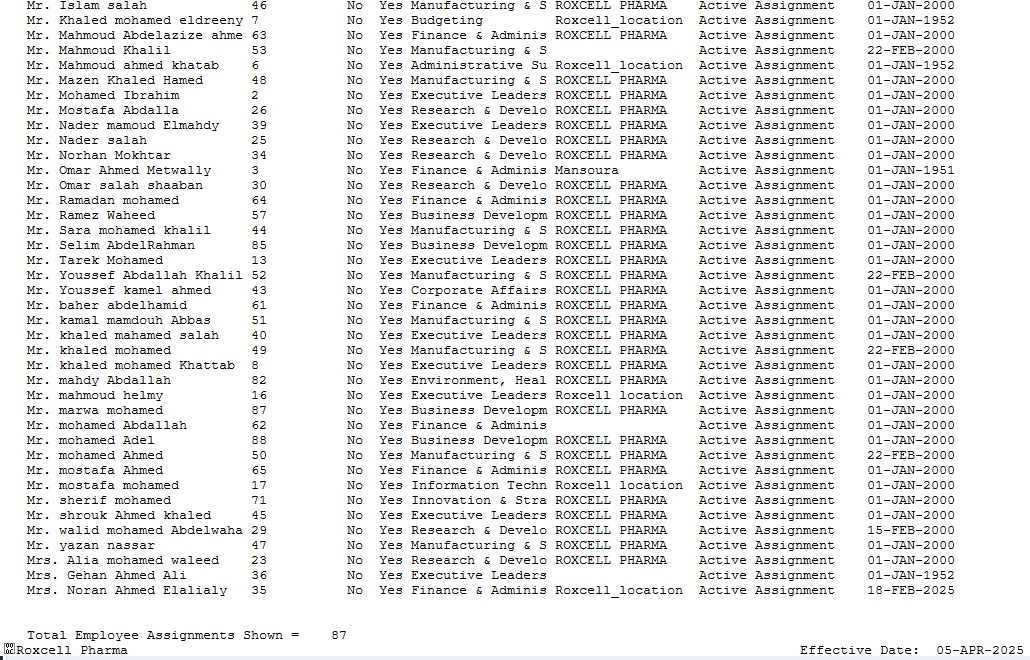 Mr. Islam salah 46 No Yes Manufacturing & S ROXCELL PHARMA Active Assignment 01-JAN-2000
Mr. Khaled mohamed eldreeny 7 No Yes Budgeting Roxcell_location Active Assignment 01-JAN-1952
Mr. Mahmoud Abdelazize ahme 63 No Yes Finance & Adminis ROXCELL PHARMA Active Assignment 01-JAN-2000
Mr. Mahmoud Khalil 53 No Yes Manufacturing & S Active Assignment 22-FEB-2000
Mr. Mahmoud ahmed khatab 6 No Yes Administrative Su Roxcell_location Active Assignment 01-JAN-1952
Mr. Mazen Khaled Hamed 48 No Yes Manufacturing & S ROXCELL PHARMA Active Assignment 01-JAN-2000
Mr. Mohamed Ibrahim 2 No Yes Executive Leaders ROXCELL PHARMA Active Assignment 01-JAN-2000
Mr. Mostafa Abdalla 26 No Yes Research & Develo ROXCELL PHARMA Active Assignment 01-JAN-2000
Mr. Nader mamoud Elmahdy 39 No Yes Executive Leaders ROXCELL PHARMA Active Assignment 01-JAN-2000
Mr. Nader salah 25 No Yes Research & Develo ROXCELL PHARMA Active Assignment 01-JAN-2000
Mr. Norhan Mokhtar 34 No Yes Research & Develo ROXCELL PHARMA Active Assignment 01-JAN-2000
Mr. Omar Ahmed Metwally 3 No Yes Finance & Adminis Mansoura Active Assignment 01-JAN-1951
Mr. Omar salah shaaban 30 No Yes Research & Develo ROXCELL PHARMA Active Assignment 01-JAN-2000
Mr. Ramadan mohamed 64 No Yes Finance & Adminis ROXCELL PHARMA Active Assignment 01-JAN-2000
Mr. Ramez Waheed 57 No Yes Business Developm ROXCELL PHARMA Active Assignment 01-JAN-2000
Mr. Sara mohamed khalil 44 No Yes Manufacturing & S ROXCELL PHARMA Active Assignment 01-JAN-2000
Mr. Selim AbdelRahman 85 No Yes Business Developm ROXCELL PHARMA Active Assignment 01-JAN-2000
Mr. Tarek Mohamed 13 No Yes Executive Leaders ROXCELL PHARMA Active Assignment 01-JAN-2000
Mr. Youssef Abdallah Khalil 52 No Yes Manufacturing & S ROXCELL PHARMA Active Assignment 22-FEB-2000
Mr. Youssef kamel ahmed 43 No Yes Corporate Affairs ROXCELL PHARMA Active Assignment 01-JAN-2000
Mr. baher abdelhamid 61 No Yes Finance & Adminis ROXCELL PHARMA Active Assignment 01-JAN-2000
Mr. kamal mamdouh Abbas 51 No Yes Manufacturing & S ROXCELL PHARMA Active Assignment 01-JAN-2000
Mr. khaled mahamed salah 40 No Yes Executive Leaders ROXCELL PHARMA Active Assignment 01-JAN-2000
Mr. khaled mohamed 49 No Yes Manufacturing & S ROXCELL PHARMA Active Assignment 22-FEB-2000
Mr. khaled mohamed Khattab 8 No Yes Executive Leaders ROXCELL PHARMA Active Assignment 01-JAN-2000
Mr. mahdy Abdallah 82 No Yes Environment, Heal ROXCELL PHARMA Active Assignment 01-JAN-2000
Mr. mahmoud helmy 16 No Yes Executive Leaders Roxcell location Active Assignment 01-JAN-2000
Mr. marwa mohamed 87 No Yes Business Developm ROXCELL PHARMA Active Assignment 01-JAN-2000
Mr. mohamed Abdallah 62 No Yes Finance & Adminis Active Assignment 01-JAN-2000
Mr. mohamed Adel 88 No Yes Business Developm ROXCELL PHARMA Active Assignment 01-JAN-2000
Mr. mohamed Ahmed 50 No Yes Manufacturing & S ROXCELL PHARMA Active Assignment 22-FEB-2000
Mr. mostafa Ahmed 65 No Yes Finance & Adminis ROXCELL PHARMA Active Assignment 01-JAN-2000
Mr. mostafa mohamed 17 No Yes Information Techn Roxcell location Active Assignment 01-JAN-2000
Mr. sherif mohamed 71 No Yes Innovation & Stra ROXCELL PHARMA Active Assignment 01-JAN-2000
Mr. shrouk Ahmed khaled 45 No Yes Executive Leaders ROXCELL PHARMA Active Assignment 01-JAN-2000
Mr. walid mohamed Abdelwaha 29 No Yes Research & Develo ROXCELL PHARMA Active Assignment 15-FEB-2000
Mr. yazan nassar 47 No Yes Manufacturing & S ROXCELL PHARMA Active Assignment 01-JAN-2000
Mrs. Alia mohamed waleed 23 No Yes Research & Develo ROXCELL PHARMA Active Assignment 01-JAN-2000
Mrs. Gehan Ahmed Ali 36 No Yes Executive Leaders Active Assignment 01-JAN-1952
Mrs. Noran Ahmed Elalialy 35 No Yes Finance & Adminis Roxcell_location Active Assignment 18-FEB-2025
Total Employee Assignments Shown = 87
Roxcell Pharma Effective Date: 05-APR-2025